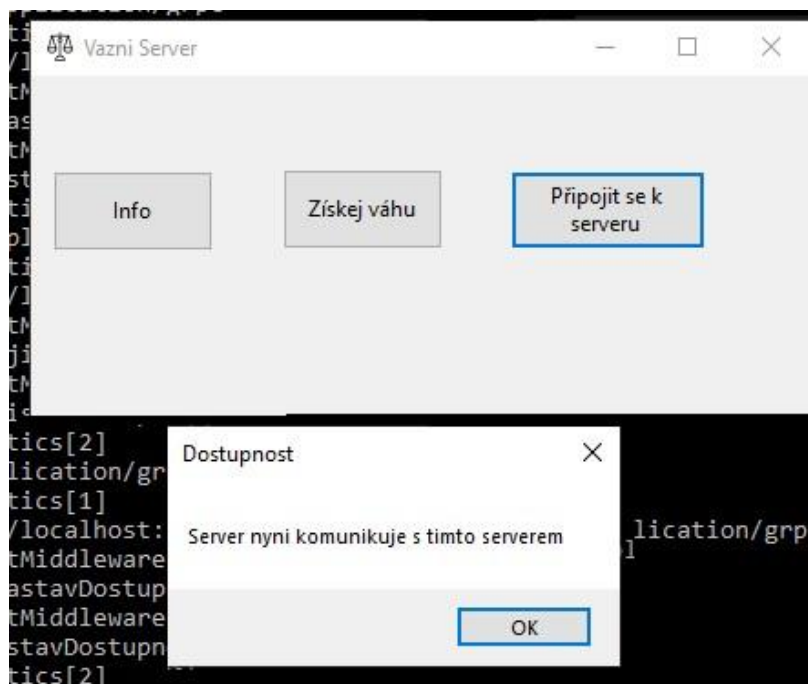 Vazni Server
Info
Získej váhu
Připojit se k
serveru
tics[2]
Dostupnost
lication/gr
tics[1]
/localhost:
Server nyni komunikuje s timto serverem
lication/grp
tMiddleware
astavDostup
tMiddleware
OK
stavDostupn
tics[2]